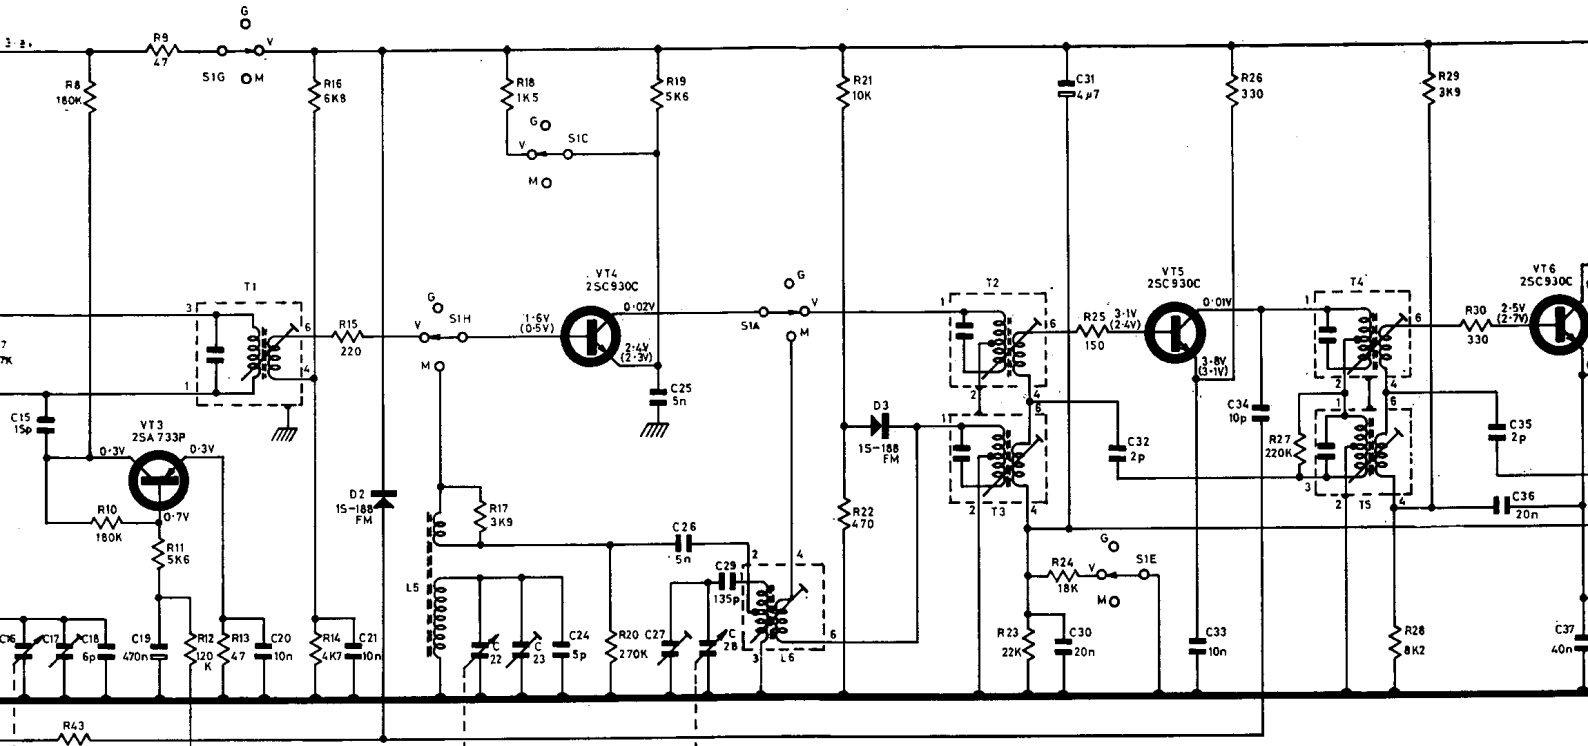 G
R9
47
V
S1G
M
R8
180K
R16
6K8
R18
1K5
G
V
S1C
M
R19
5K6
R21
10K
C31
4µ7
R26
330
R29
3K9
T1
3
6
4
1
R15
220
G
V
S1H
M
VT4
2SC930C
1·6V
(0·5V)
0·02V
2·4V
(2·3V)
C25
5n
G
S1A
V
M
T2
1
6
2
4
R25
150
3·1V
(2·4V)
VT5
2SC930C
0·01V
3·8V
(3·1V)
T4
1
6
2
4
R30
330
2·5V
(2·7V)
VT6
2SC930C
7K
C15
15p
VT3
2SA733P
0·3V
0·3V
0·7V
R10
180K
R11
5K6
D2
1S-188
FM
R17
3K9
L5
D3
1S-188
FM
R22
470
1
6
2
4
T3
C32
2p
C34
10p
R27
220K
1
6
3
2
4
T5
C35
2p
C36
20n
C26
5n
2
4
C29
135p
3
6
L6
G
R24
18K
V
S1E
M
C16
C17
C18
6p
C19
470n
R12
120
K
R13
47
C20
10n
R14
4K7
C21
10n
C
22
C
23
C24
5p
R20
270K
C27
C
28
R23
22K
C30
20n
C33
10n
R28
8K2
C37
40n
R43